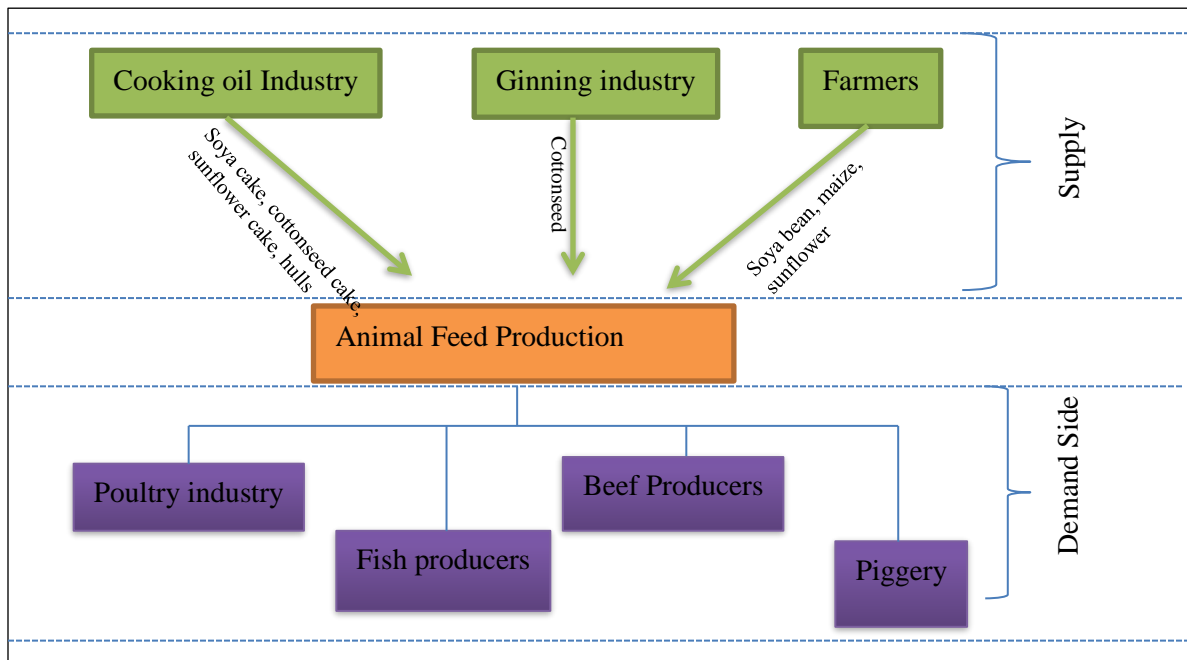 Cooking oil Industry
Ginning industry
Farmers
Supply
Soya cake, cottonseed cake,
sunflower cake, hulls
Cottonseed
Soya bean, maize,
sunflower
Animal Feed Production
Demand Side
Poultry industry
Beef Producers
Fish producers
Piggery